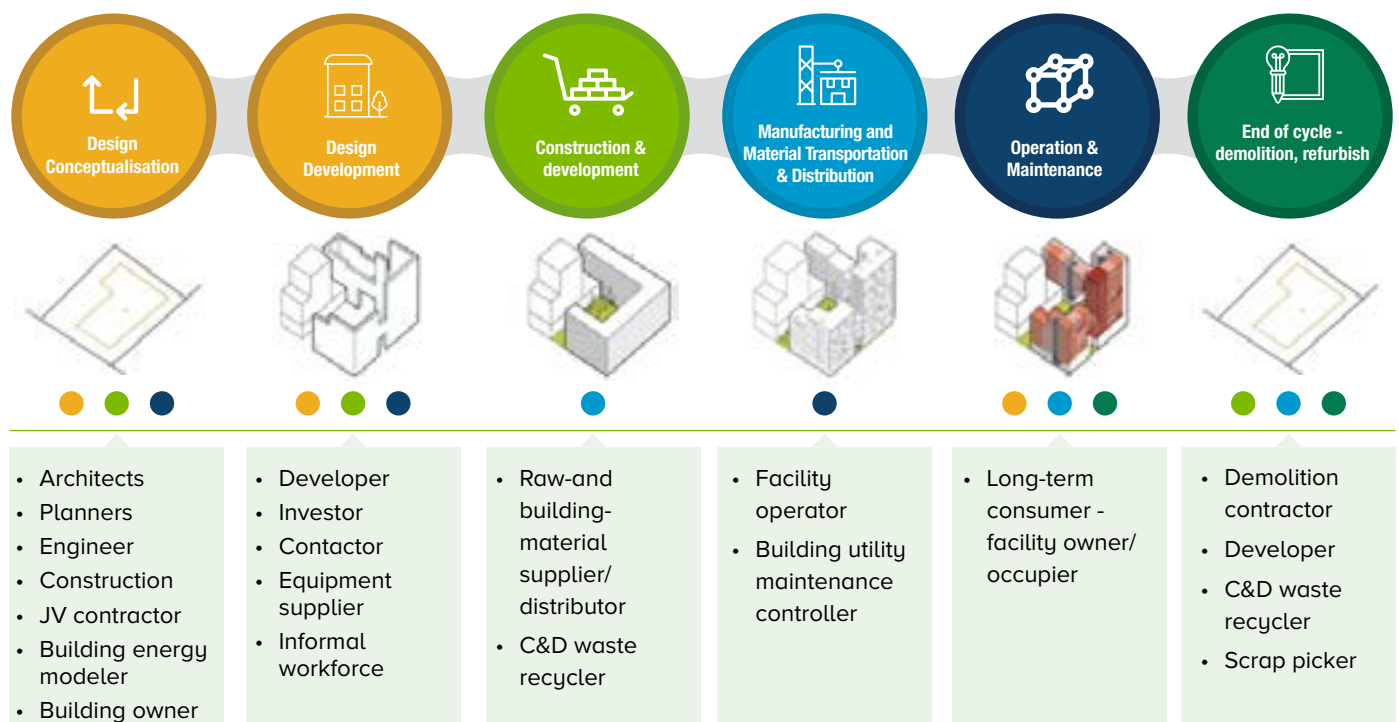 Design
Conceptualisation
Design
Development
Construction &
development
Manufacturing and
Material Transportation
& Distribution
Operation &
Maintenance
End of cycle -
demolition, refurbish
• Architects
• Planners
• Engineer
• Construction
• JV contractor
• Building energy
modeler
• Building owner
• Developer
• Investor
• Contactor
• Equipment
supplier
• Informal
workforce
• Raw-and
building-
material
supplier/
distributor
• C&D waste
recycler
• Facility
operator
• Building utility
maintenance
controller
• Long-term
consumer -
facility owner/
occupier
• Demolition
contractor
• Developer
• C&D waste
recycler
• Scrap picker